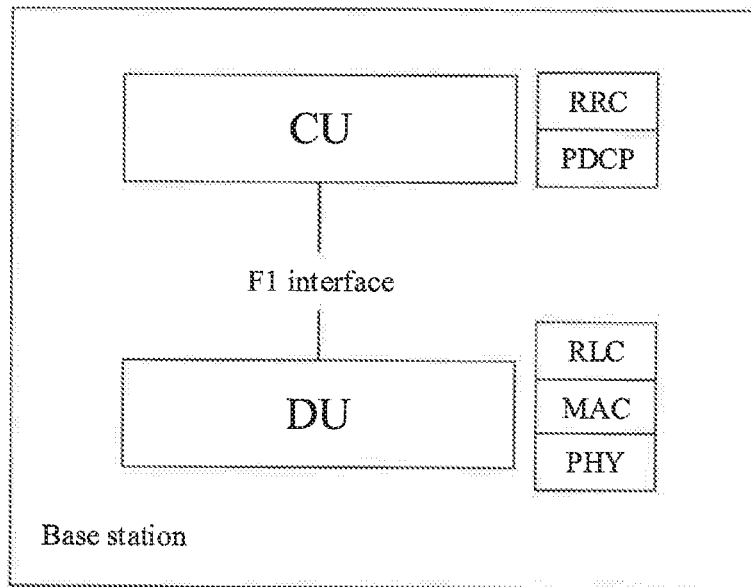 CU
RRC
PDCP
F1 interface
DU
RLC
MAC
PHY
Base station